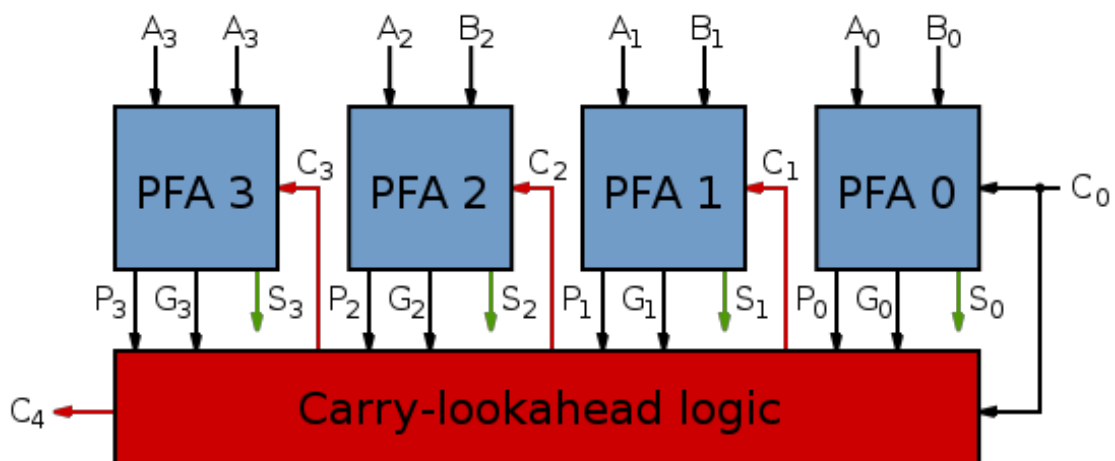 A3 A3 A2 B2 A1 B1 A0 B0
C3 C2 C1
PFA 3 PFA 2 PFA 1 PFA 0 C0
P3 G3 S3 P2 G2 S2 P1 G1 S1 P0 G0 S0
C4 Carry-lookahead logic